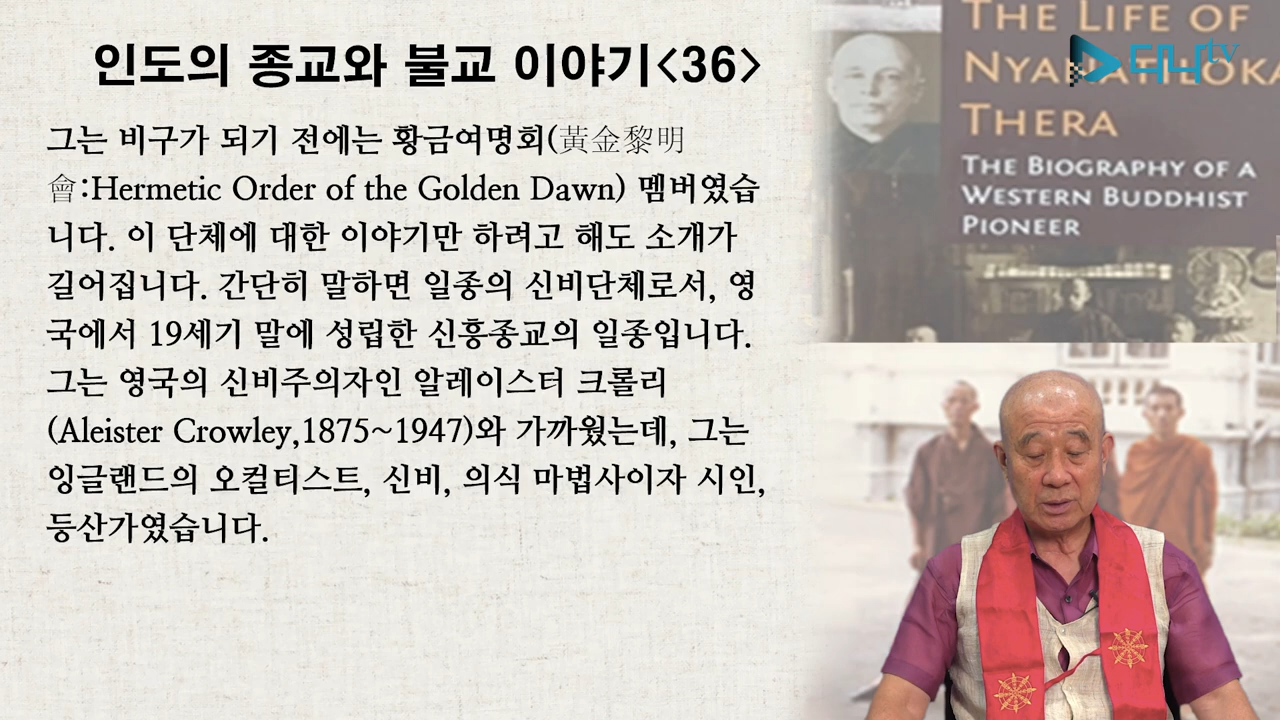 인도의 종교와 불교 이야기<36>
그는 비구가 되기 전에는 황금여명회(黃金黎明
會:Hermetic Order of the Golden Dawn) 멤버였습
니다. 이 단체에 대한 이야기만 하려고 해도 소개가
길어집니다. 간단히 말하면 일종의 신비단체로서, 영
국에서 19세기 말에 성립한 신흥종교의 일종입니다.
그는 영국의 신비주의자인 알레이스터 크롤리
(Aleister Crowley,1875~1947)와 가까웠는데, 그는
잉글랜드의 오컬티스트, 신비, 의식 마법사이자 시인,
등산가였습니다.
THE LIFE OF
THERA
THE BIOGRAPHY OF A
WESTERN BUDDHIST
PIONEER
다나tv